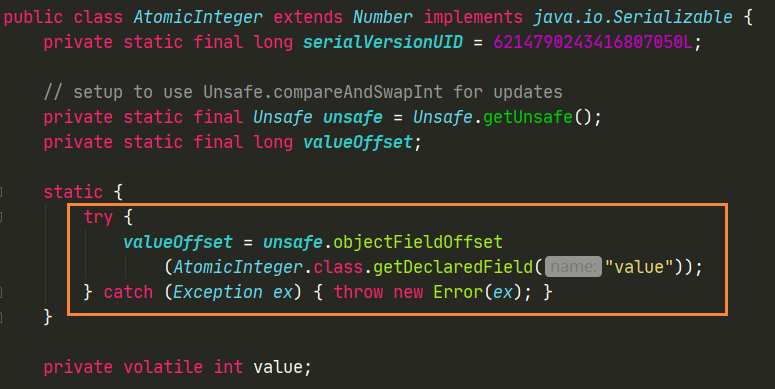 public class AtomicInteger extends Number implements java.io.Serializable {
private static final long serialVersionUID = 6214790243416807050L;
// setup to use Unsafe.compareAndSwapInt for updates
private static final Unsafe unsafe = Unsafe.getUnsafe();
private static final long valueOffset;
static {
try {
valueOffset = unsafe.objectFieldOffset
(AtomicInteger.class.getDeclaredField( name: "value"));
} catch (Exception ex) { throw new Error(ex); }
}
private volatile int value;